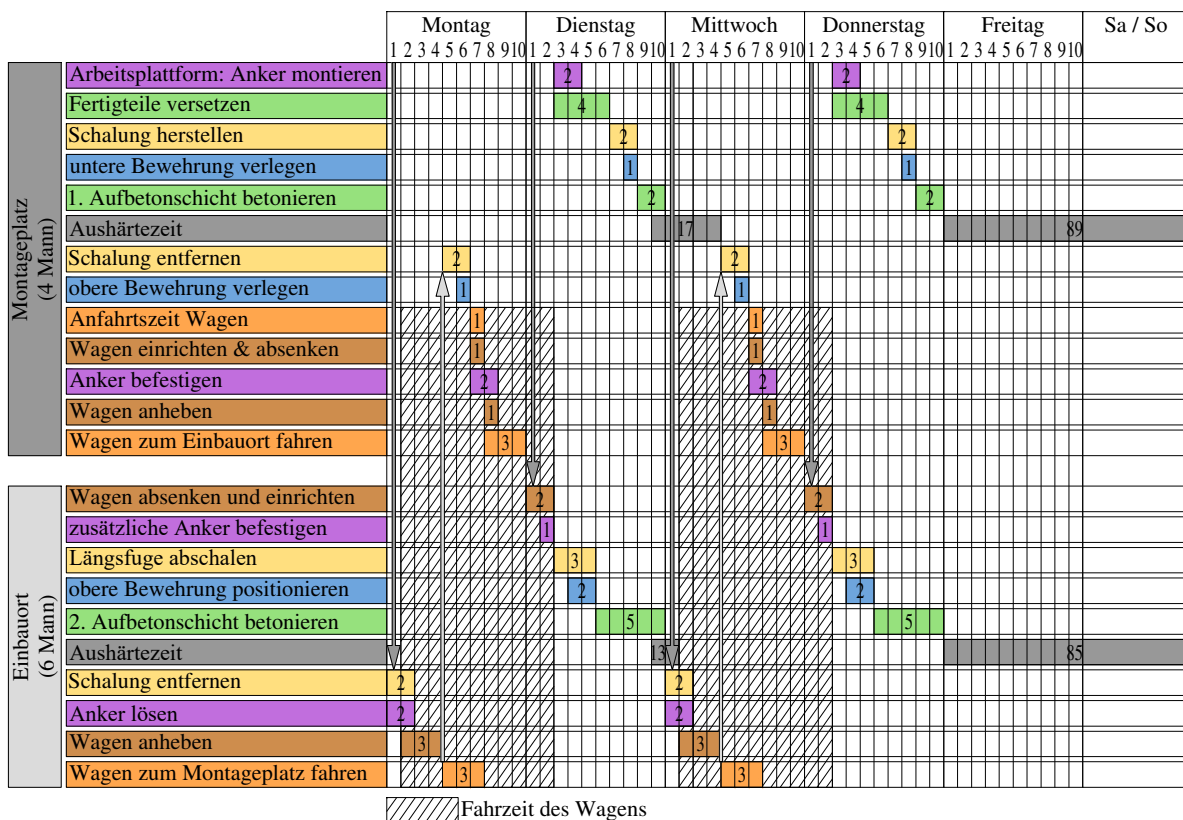 Montag Dienstag Mittwoch Donnerstag Freitag Sa / So
1 2 3 4 5 6 7 8 9 10 1 2 3 4 5 6 7 8 9 10 1 2 3 4 5 6 7 8 9 10 1 2 3 4 5 6 7 8 9 10 1 2 3 4 5 6 7 8 9 10
Montageplatz
(4 Mann)
Arbeitsplattform: Anker montieren 2 2
Fertigteile versetzen 4 4
Schalung herstellen 2 2
untere Bewehrung verlegen 1 1
1. Aufbetonschicht betonieren 2 2
Aushärtezeit 17 89
Schalung entfernen 2 2
obere Bewehrung verlegen 1 1
Anfahrtszeit Wagen 1 1
Wagen einrichten & absenken 1 1
Anker befestigen 2 2
Wagen anheben 1 1
Wagen zum Einbauort fahren 3 3
Einbauort
(6 Mann)
Wagen absenken und einrichten 2 2
zusätzliche Anker befestigen 1 1
Längsfuge abschalen 3 3
obere Bewehrung positionieren 2 2
2. Aufbetonschicht betonieren 5 5
Aushärtezeit 13 85
Schalung entfernen 2 2
Anker lösen 2 2
Wagen anheben 3 3
Wagen zum Montageplatz fahren 3 3
Fahrzeit des Wagens